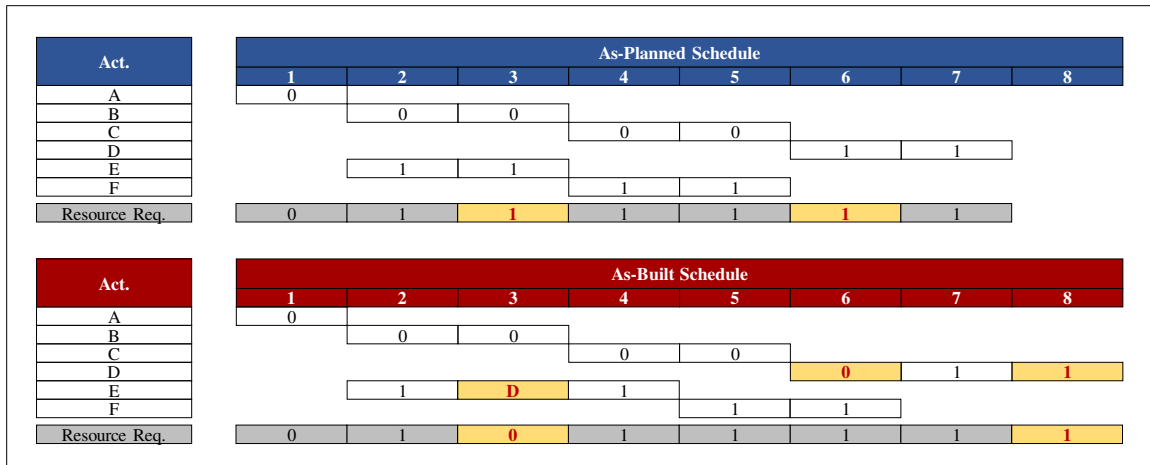 Act. As-Planned Schedule
1 2 3 4 5 6 7 8
A 0
B 0 0
C 0 0
D 1 1
E 1 1
F 1 1
Resource Req. 0 1 1 1 1 1 1
Act. As-Built Schedule
1 2 3 4 5 6 7 8
A 0
B 0 0
C 0 0
D 0 1 1
E 1 D 1
F 1 1
Resource Req. 0 1 0 1 1 1 1 1